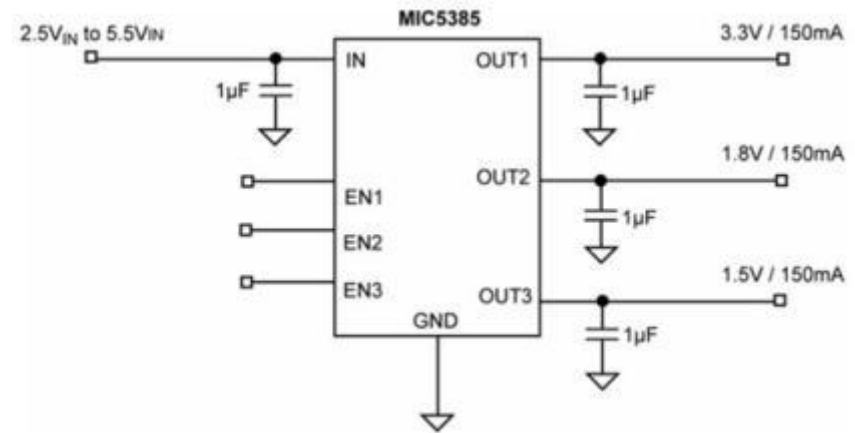 MIC5385
2.5VIN to 5.5VIN
3.3V / 150mA
IN
OUT1
1µF
1µF
1.8V / 150mA
OUT2
EN1
1µF
EN2
1.5V / 150mA
EN3
OUT3
GND
1µF